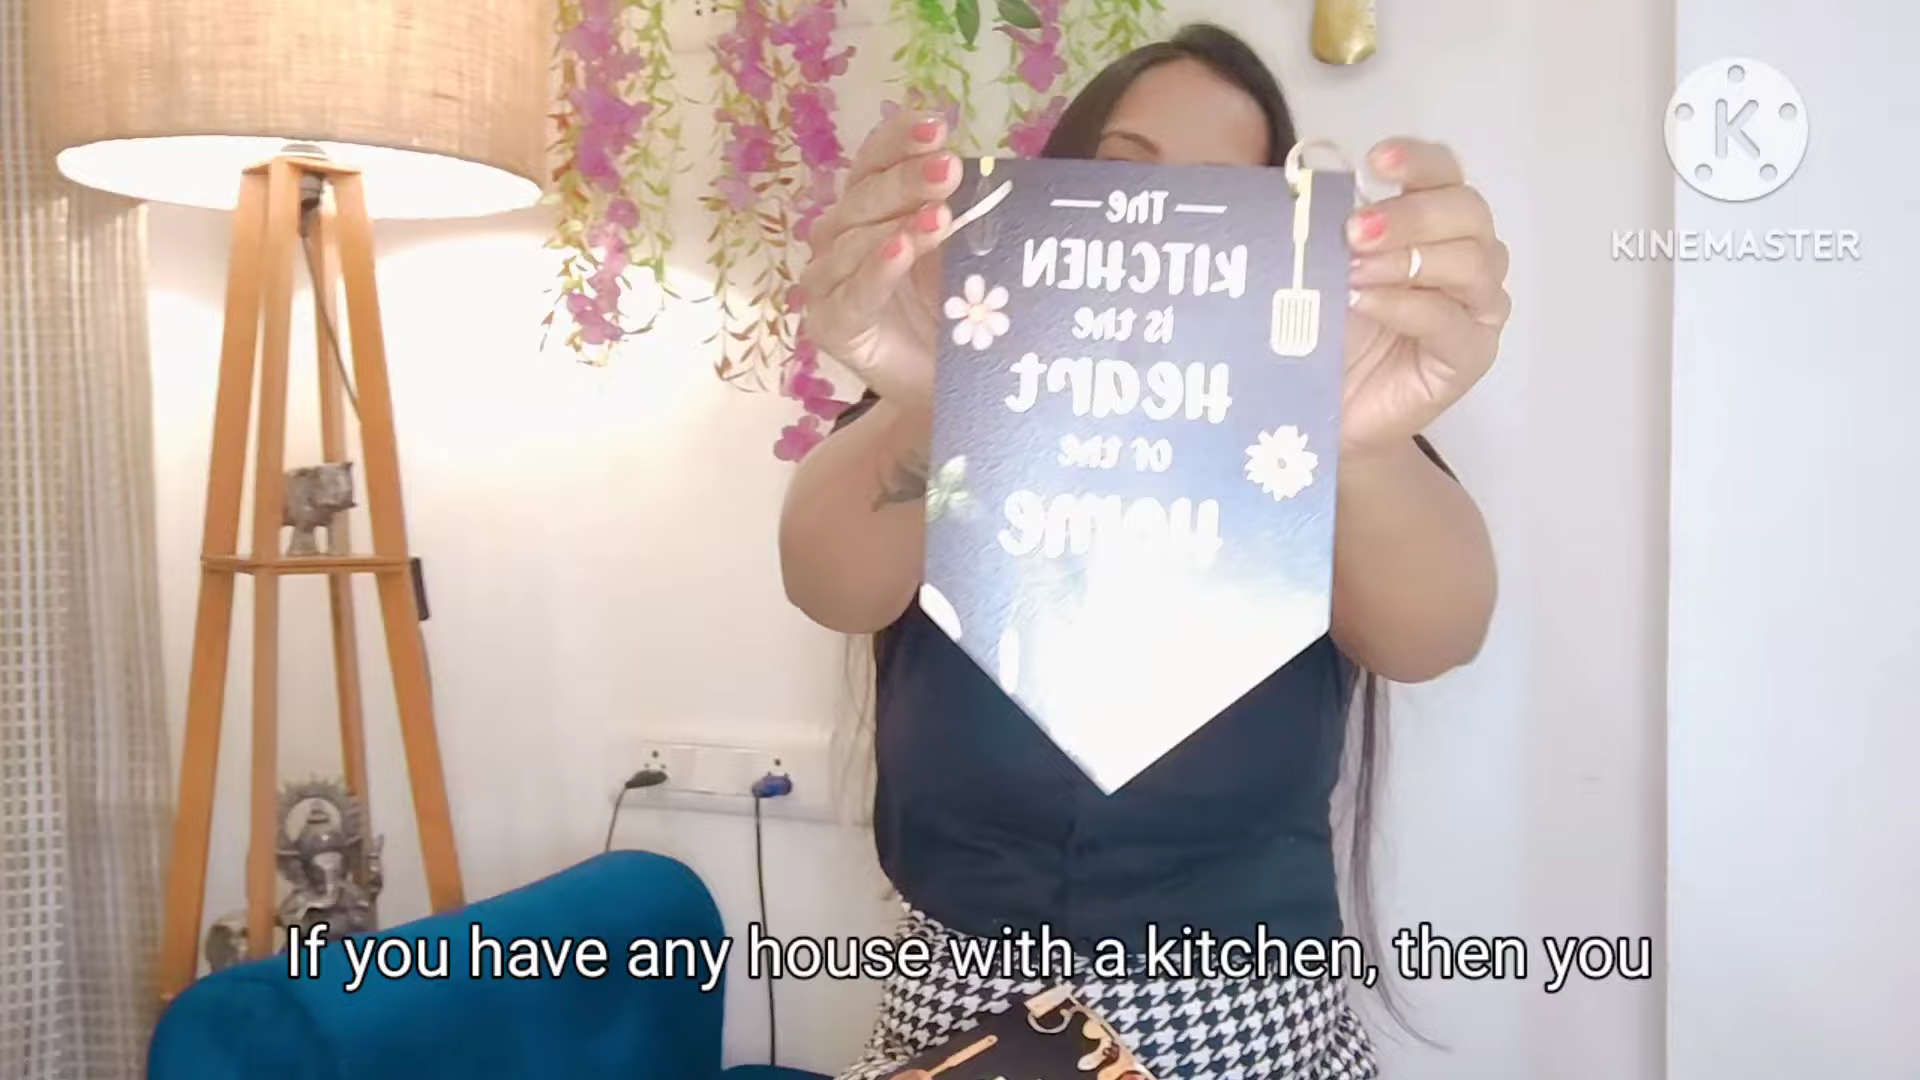 K
KINEMASTER
The
KITCHEN
is the
Heart
of the
Home
If you have any house with a kitchen, then you